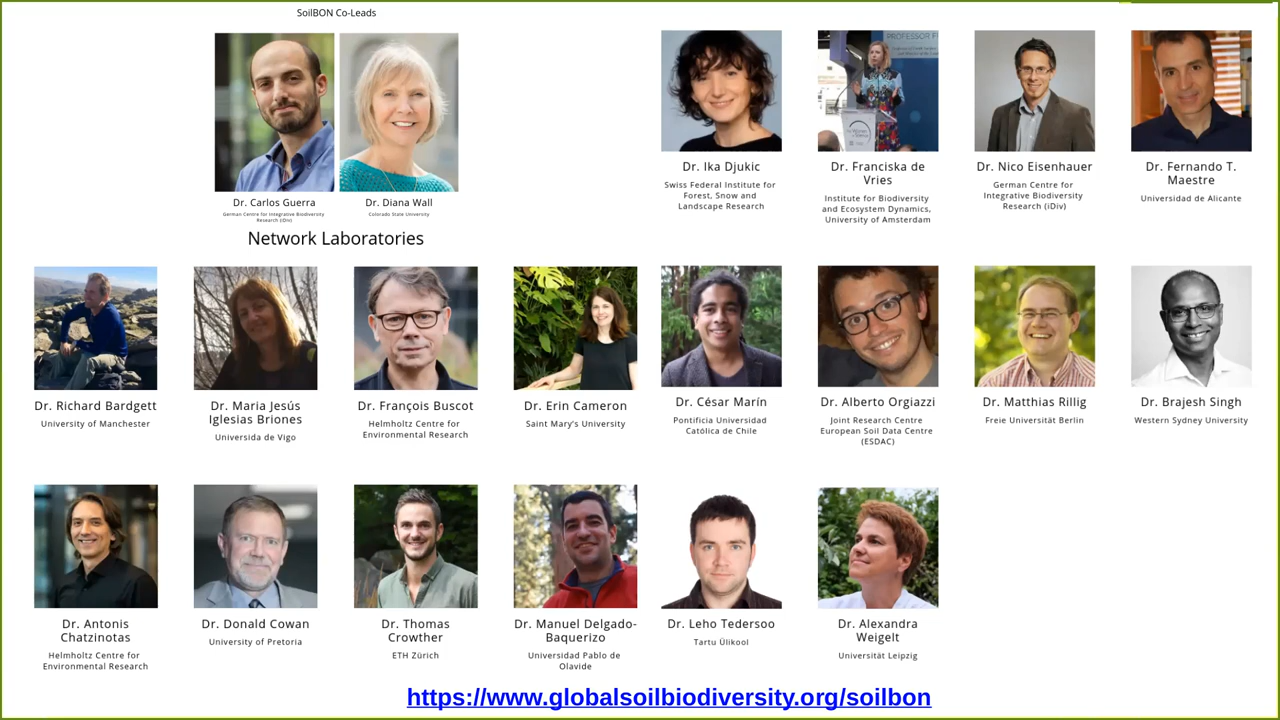 SoilBON Co-Leads
Dr. Carlos Guerra
German Centre for Integrative Biodiversity
Research (iDiv)
Dr. Diana Wall
Colorado State University
Network Laboratories
PROFESSOR F
Dr. Ika Djukic
Swiss Federal Institute for
Forest, Snow and
Landscape Research
Dr. Franciska de
Vries
Institute for Biodiversity
and Ecosystem Dynamics,
University of Amsterdam
Dr. Nico Eisenhauer
German Centre for
Integrative Biodiversity
Research (iDiv)
Dr. Fernando T.
Maestre
Universidad de Alicante
Dr. Richard Bardgett
University of Manchester
Dr. Maria Jesús
Iglesias Briones
Universida de Vigo
Dr. François Buscot
Helmholtz Centre for
Environmental Research
Dr. Erin Cameron
Saint Mary's University
Dr. César Marín
Pontificia Universidad
Católica de Chile
Dr. Alberto Orgiazzi
Joint Research Centre
European Soil Data Centre
(ESDAC)
Dr. Matthias Rillig
Freie Universität Berlin
Dr. Brajesh Singh
Western Sydney University
Dr. Antonis
Chatzinotas
Helmholtz Centre for
Environmental Research
Dr. Donald Cowan
University of Pretoria
Dr. Thomas
Crowther
ETH Zürich
Dr. Manuel Delgado-
Baquerizo
Universidad Pablo de
Olavide
Dr. Leho Tedersoo
Tartu Ülikool
Dr. Alexandra
Weigelt
Universität Leipzig
https://www.globalsoilbiodiversity.org/soilbon